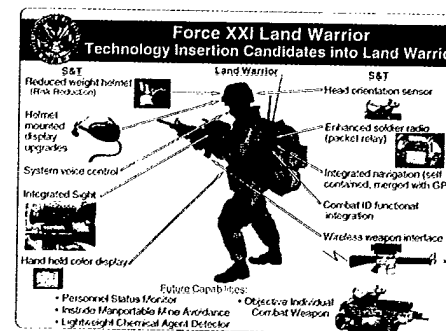 Force XXI Land Warrior
Technology Insertion Candidates into Land Warrio
S&T
Reduced weight helmet
(Risk Reduction)
Helmet
mounted
display
upgrades
System voice control
Integrated Sight
Hand held color display
Land Warrior
S&T
Head orientation sensor
Enhanced soldier radio
(packet relay)
Integrated navigation (self
contained, merged with GP
Combat ID functional
integration
Wireless weapon interface
Future Capabilities:
• Personnel Status Monitor
• Instride Manportable Mine Avoidance
• Lightweight Chemical Agent Detector
• Objective Individual
Combat Weapon